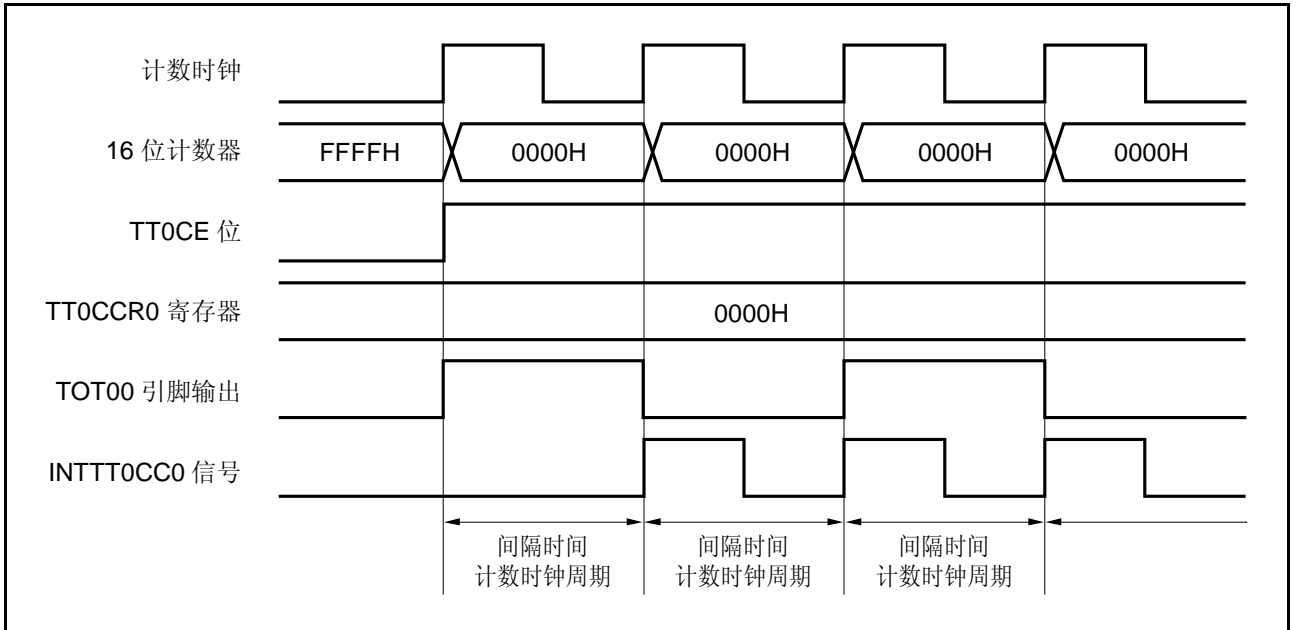 计数时钟
16 位计数器 FFFFH 0000H 0000H 0000H 0000H
TT0CE 位
TT0CCR0 寄存器 0000H
TOT00 引脚输出
INTTT0CC0 信号
间隔时间 间隔时间 间隔时间
计数时钟周期 计数时钟周期 计数时钟周期